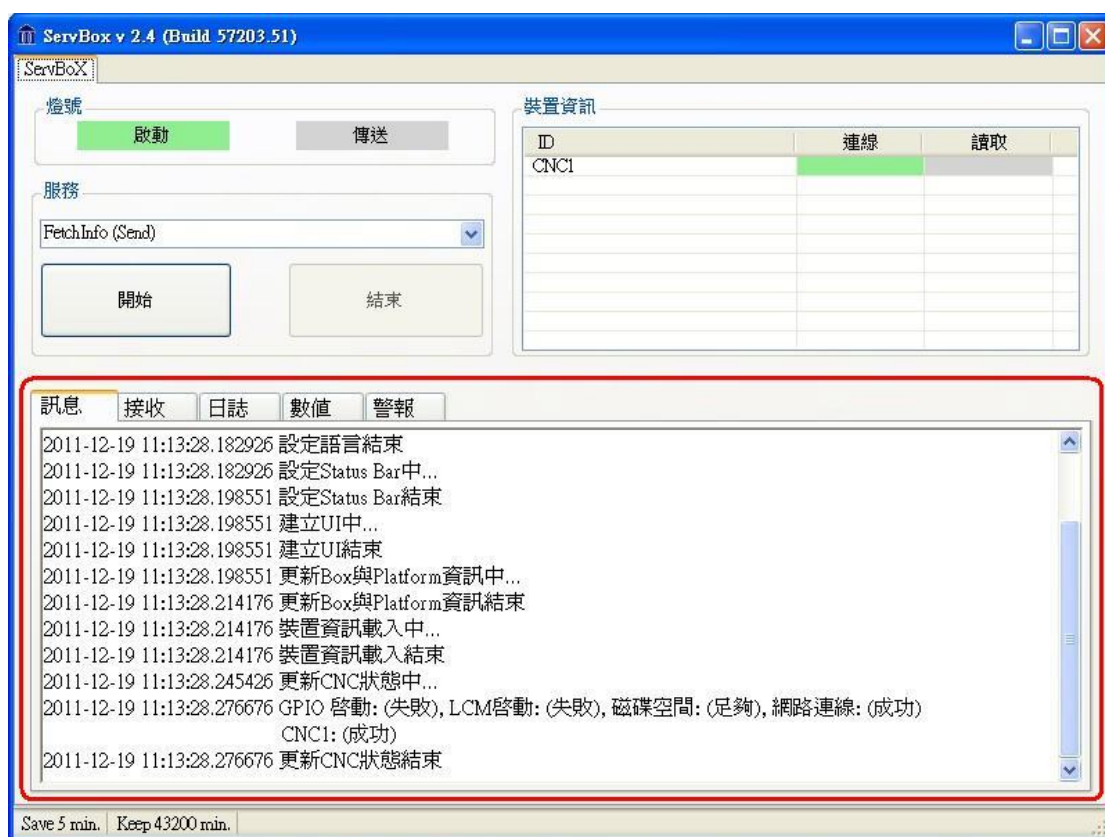 ServBox v 2.4 (Build 57203.51)
ServBoX
燈號
啟動 傳送
服務
FetchInfo (Send)
開始 結束
裝置資訊
ID 連線 讀取
CNC1
訊息 接收 日誌 數值 警報
2011-12-19 11:13:28.182926 設定語言結束
2011-12-19 11:13:28.182926 設定Status Bar中...
2011-12-19 11:13:28.198551 設定Status Bar結束
2011-12-19 11:13:28.198551 建立UI中...
2011-12-19 11:13:28.198551 建立UI結束
2011-12-19 11:13:28.198551 更新Box與Platform資訊中...
2011-12-19 11:13:28.214176 更新Box與Platform資訊結束
2011-12-19 11:13:28.214176 裝置資訊載入中...
2011-12-19 11:13:28.214176 裝置資訊載入結束
2011-12-19 11:13:28.245426 更新CNC狀態中...
2011-12-19 11:13:28.276676 GPIO 啓動: (失敗), LCM啓動: (失敗), 磁碟空間: (足夠), 網路連線: (成功)
CNC1: (成功)
2011-12-19 11:13:28.276676 更新CNC狀態結束
Save 5 min. Keep 43200 min.